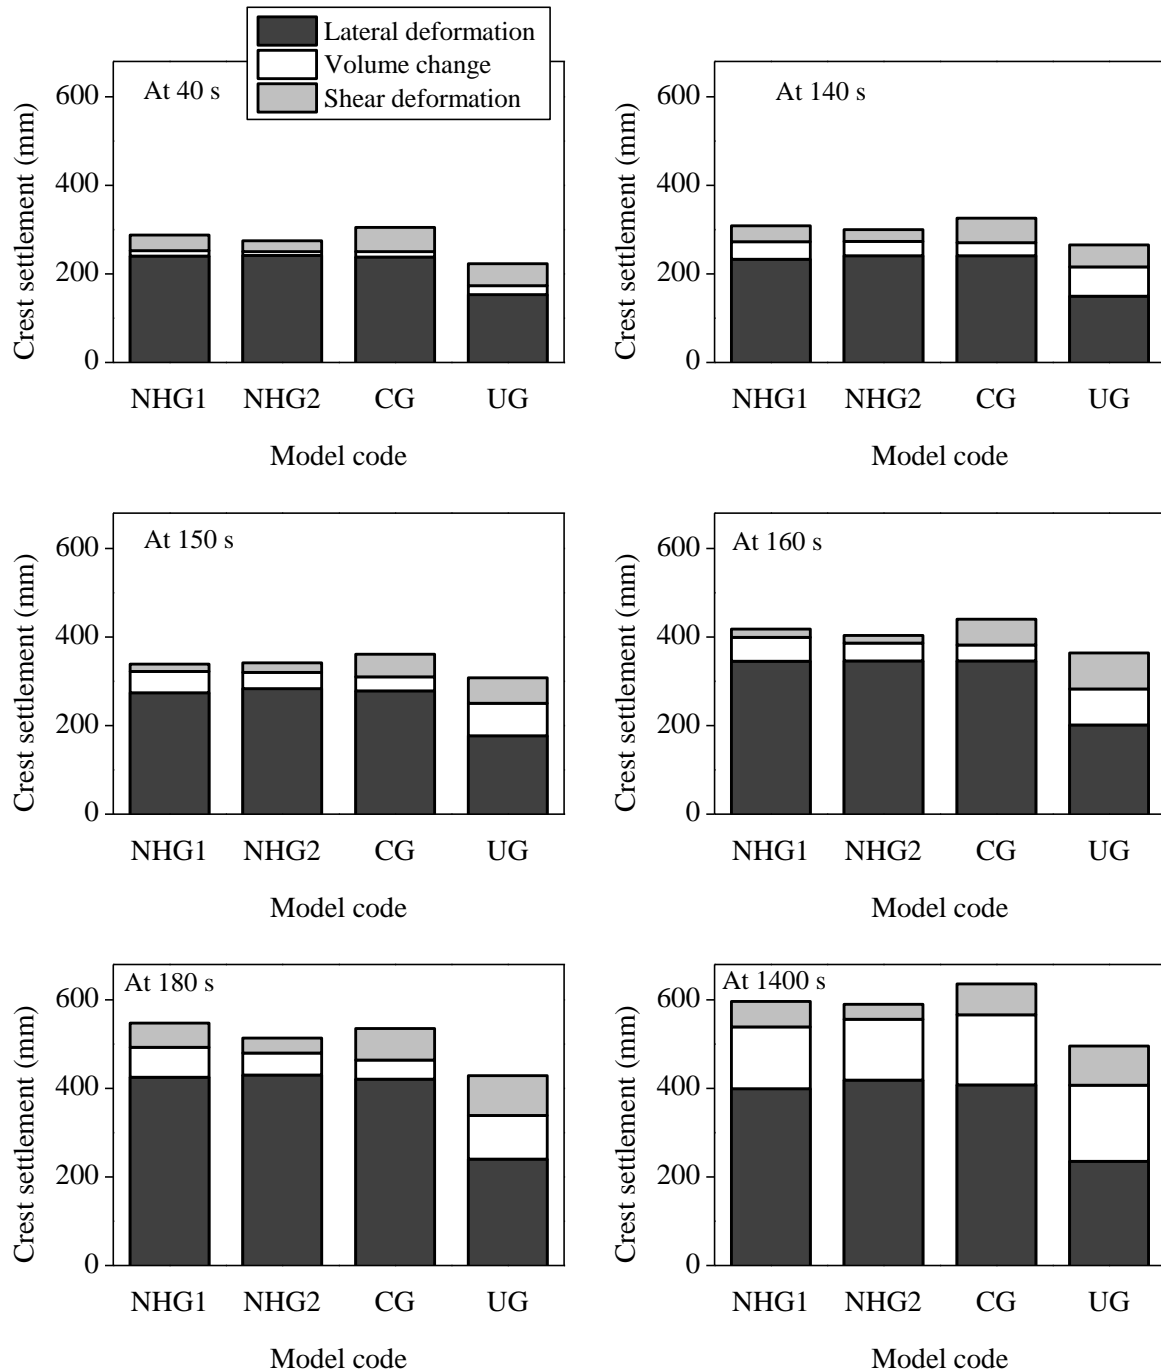 Lateral deformation
Volume change
Shear deformation
At 40 s
600
400
200
0
Crest settlement (mm)
NHG1 NHG2 CG UG
Model code
At 140 s
600
400
200
0
Crest settlement (mm)
NHG1 NHG2 CG UG
Model code
At 150 s
600
400
200
0
Crest settlement (mm)
NHG1 NHG2 CG UG
Model code
At 160 s
600
400
200
0
Crest settlement (mm)
NHG1 NHG2 CG UG
Model code
At 180 s
600
400
200
0
Crest settlement (mm)
NHG1 NHG2 CG UG
Model code
At 1400 s
600
400
200
0
Crest settlement (mm)
NHG1 NHG2 CG UG
Model code